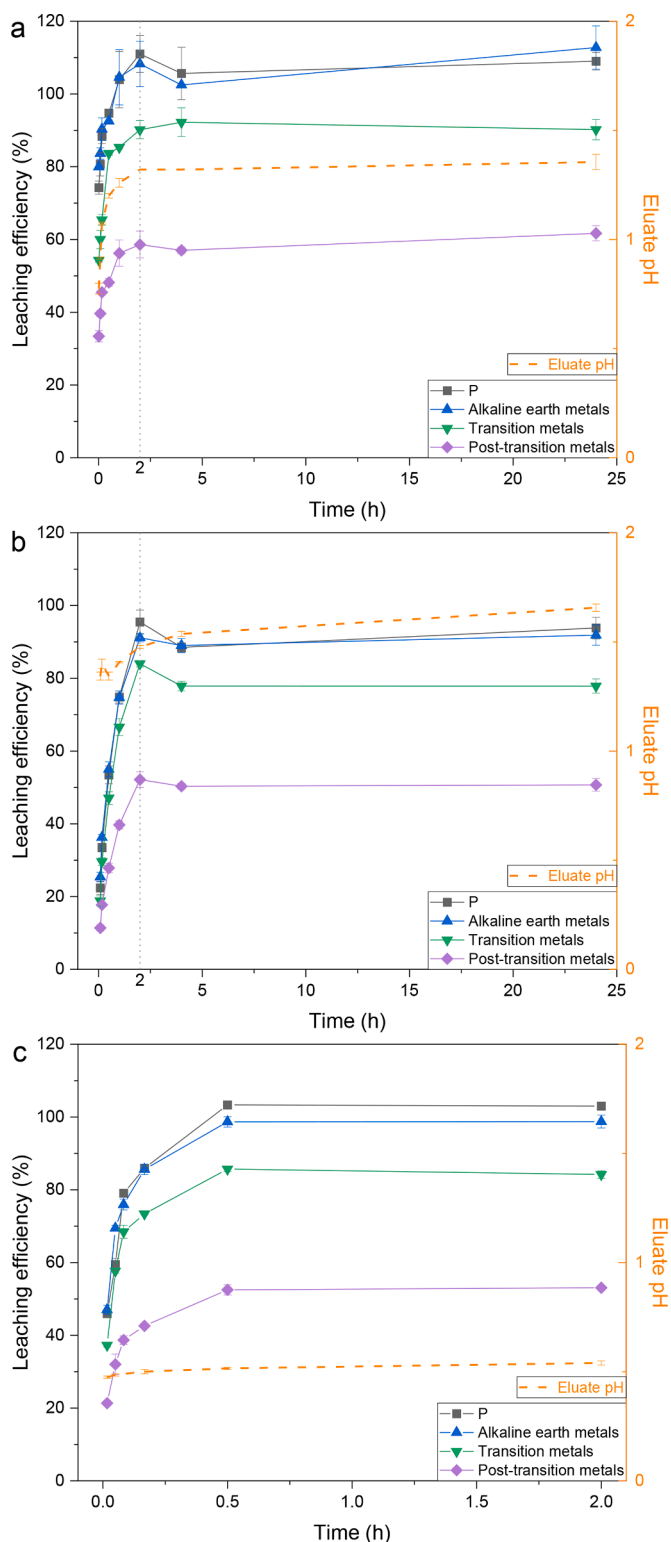 a
120
100
80
60
40
20
0
Leaching efficiency (%)
2
1
0
Eluate pH
Eluate pH
P
Alkaline earth metals
Transition metals
Post-transition metals
0 2 5 10 15 20 25
Time (h)
b
120
100
80
60
40
20
0
Leaching efficiency (%)
2
1
0
Eluate pH
Eluate pH
P
Alkaline earth metals
Transition metals
Post-transition metals
0 2 5 10 15 20 25
Time (h)
c
120
100
80
60
40
20
0
Leaching efficiency (%)
2
1
0
Eluate pH
Eluate pH
P
Alkaline earth metals
Transition metals
Post-transition metals
0.0 0.5 1.0 1.5 2.0
Time (h)